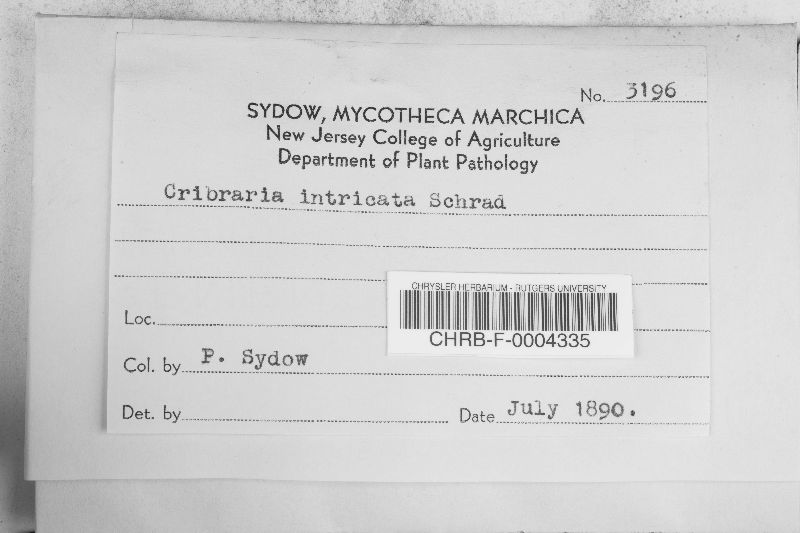 No. 3196
SYDOW, MYCOTHECA MARCHICA
New Jersey College of Agriculture
Department of Plant Pathology
Cribraria intricata Schrad
CHRYSLER HERBARIUM - RUTGERS UNIVERSITY
CHRB-F-0004335
Loc.
Col. by P. Sydow
Det. by
Date July 1890.